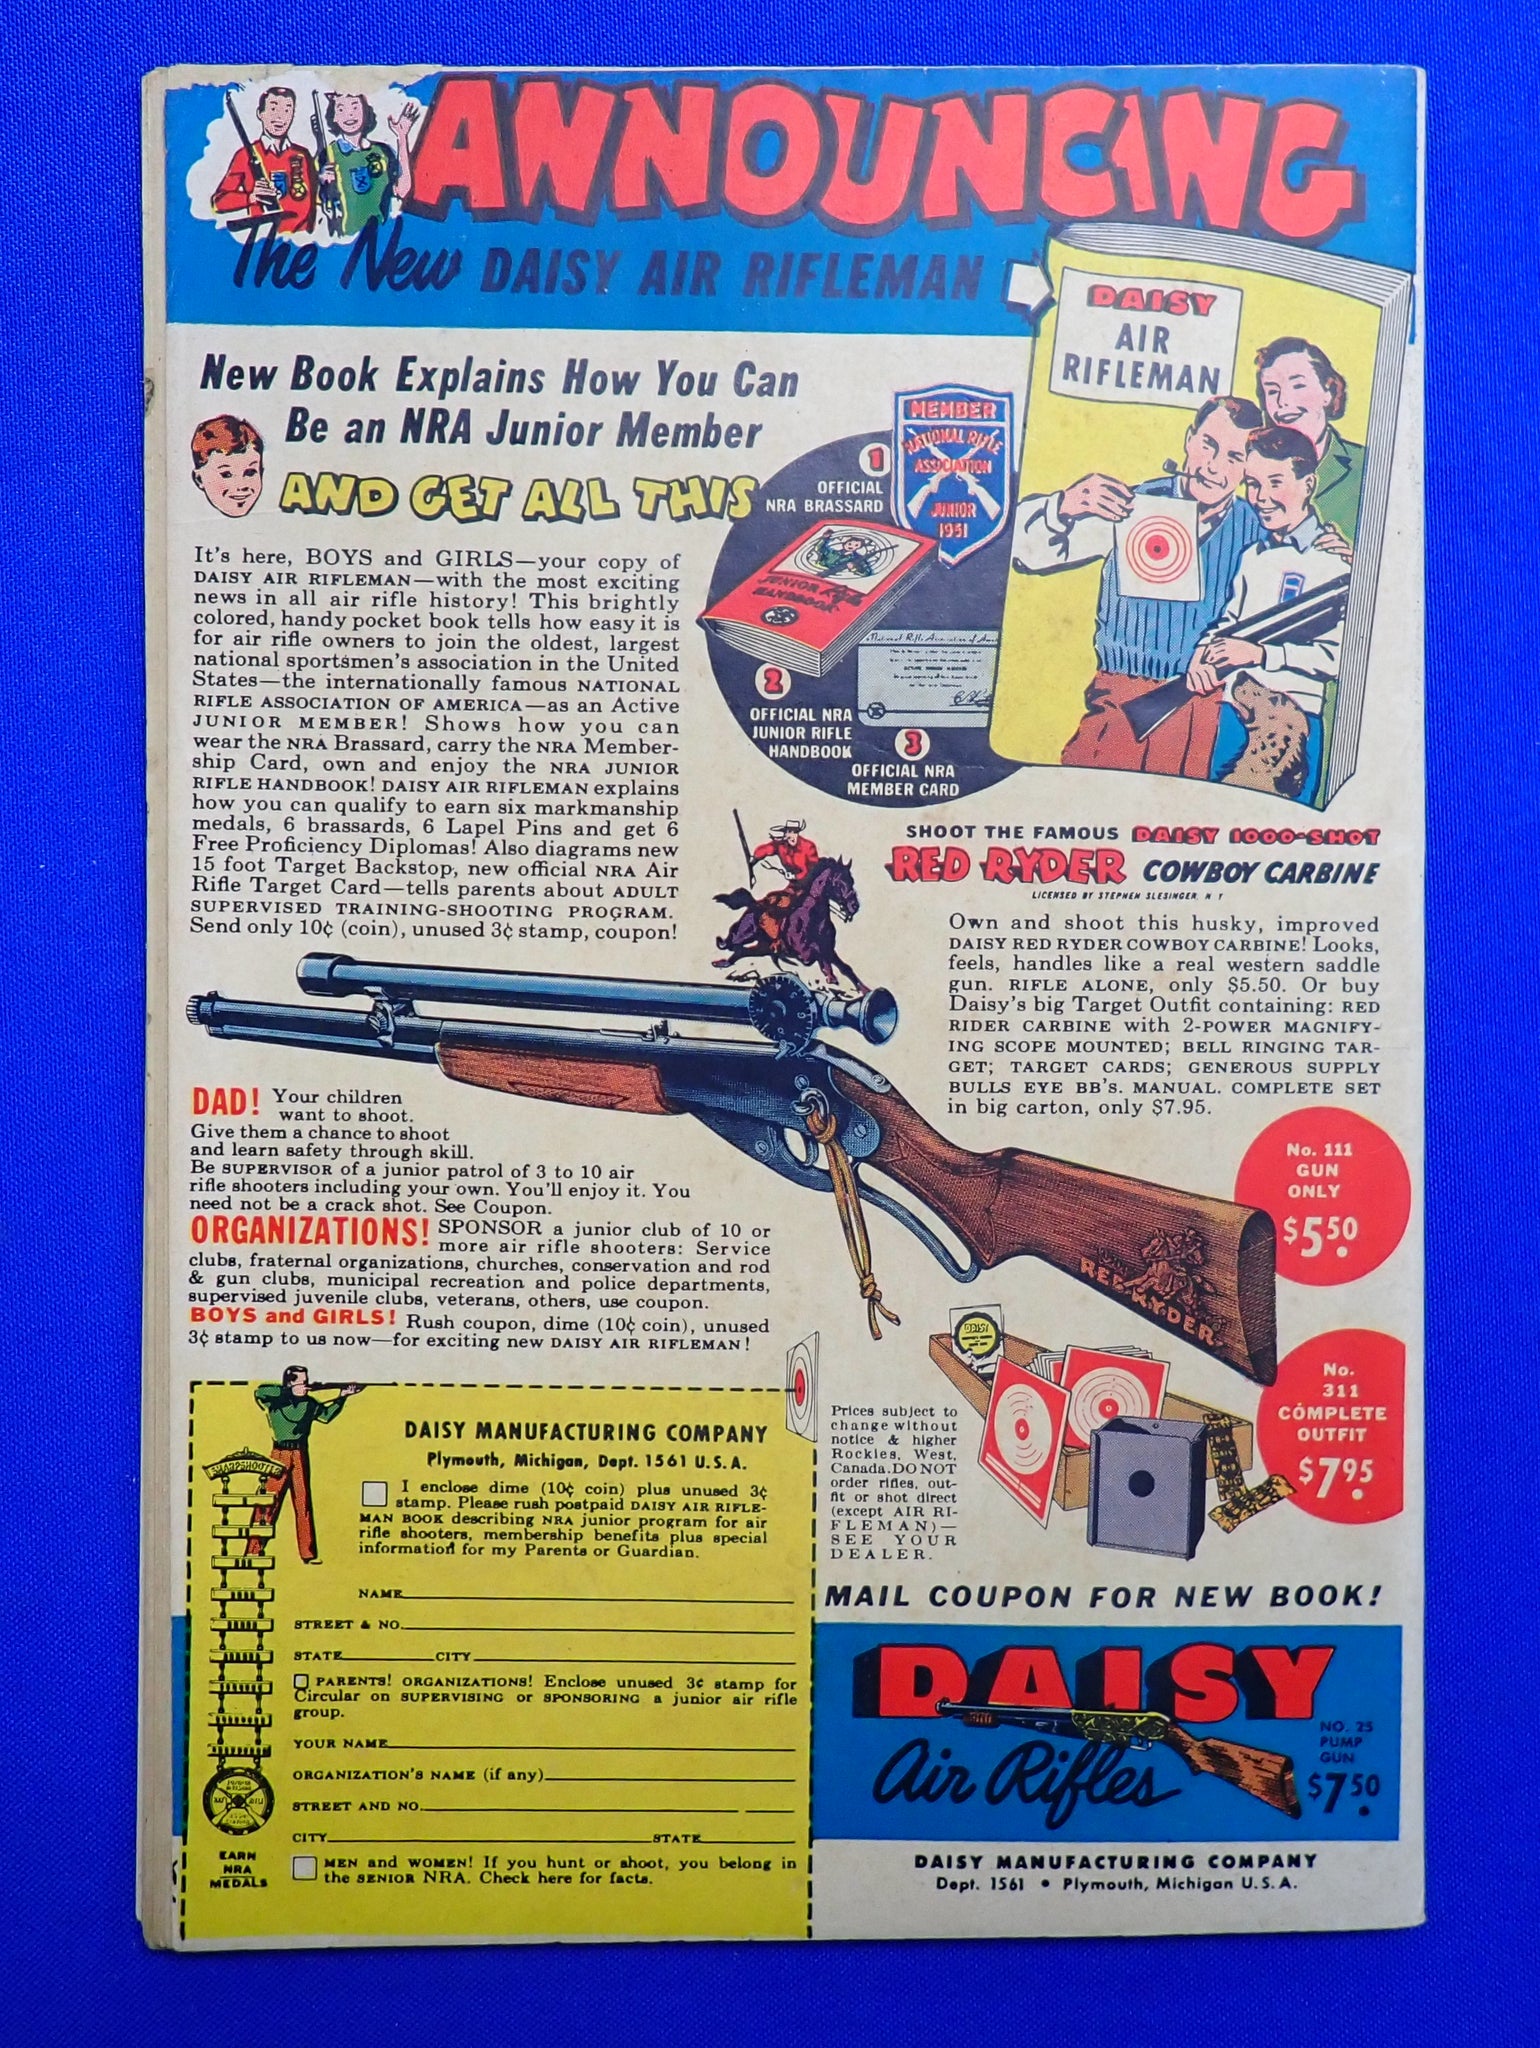 ANNOUNCING
The New DAISY AIR RIFLEMAN
DAISY
AIR
RIFLEMAN
New Book Explains How You Can
Be an NRA Junior Member
AND GET ALL THIS
MEMBER
NATIONAL RIFLE
ASSOCIATION
JUNIOR
1951
1
OFFICIAL
NRA BRASSARD
JUNIOR RIFLE
HANDBOOK
2
OFFICIAL NRA
JUNIOR RIFLE
HANDBOOK
3
OFFICIAL NRA
MEMBER CARD
It's here, BOYS and GIRLS—your copy of
DAISY AIR RIFLEMAN—with the most exciting
news in all air rifle history! This brightly
colored, handy pocket book tells how easy it is
for air rifle owners to join the oldest, largest
national sportsmen's association in the United
States—the internationally famous NATIONAL
RIFLE ASSOCIATION OF AMERICA—as an Active
JUNIOR MEMBER! Shows how you can
wear the NRA Brassard, carry the NRA Member-
ship Card, own and enjoy the NRA JUNIOR
RIFLE HANDBOOK! DAISY AIR RIFLEMAN explains
how you can qualify to earn six markmanship
medals, 6 brassards, 6 Lapel Pins and get 6
Free Proficiency Diplomas! Also diagrams new
15 foot Target Backstop, new official NRA Air
Rifle Target Card—tells parents about ADULT
SUPERVISED TRAINING-SHOOTING PROGRAM.
Send only 10¢ (coin), unused 3¢ stamp, coupon!
SHOOT THE FAMOUS DAISY 1000-SHOT
RED RYDER COWBOY CARBINE
LICENSED BY STEPHEN SLESINGER, N Y
Own and shoot this husky, improved
DAISY RED RYDER COWBOY CARBINE! Looks,
feels, handles like a real western saddle
gun. RIFLE ALONE, only $5.50. Or buy
Daisy's big Target Outfit containing: RED
RIDER CARBINE with 2-POWER MAGNIFY-
ING SCOPE MOUNTED; BELL RINGING TAR-
GET; TARGET CARDS; GENEROUS SUPPLY
BULLS EYE BB'S. MANUAL. COMPLETE SET
in big carton, only $7.95.
No. 111
GUN
ONLY
$5.50
RED RYDER
DAD! Your children
want to shoot.
Give them a chance to shoot
and learn safety through skill.
Be SUPERVISOR of a junior patrol of 3 to 10 air
rifle shooters including your own. You'll enjoy it. You
need not be a crack shot. See Coupon.
ORGANIZATIONS! SPONSOR a junior club of 10 or
more air rifle shooters: Service
clubs, fraternal organizations, churches, conservation and rod
& gun clubs, municipal recreation and police departments,
supervised juvenile clubs, veterans, others, use coupon.
BOYS and GIRLS! Rush coupon, dime (10¢ coin), unused
3¢ stamp to us now—for exciting new DAISY AIR RIFLEMAN!
DAISY
No.
311
COMPLETE
OUTFIT
$7.95
Prices subject to
change without
notice & higher
Rockies, West,
Canada. DO NOT
order rifles, out-
fit or shot direct
(except AIR RI-
FLEMAN)—
SEE YOUR
DEALER.
SHARPSHOOTER
DAISY MANUFACTURING COMPANY
Plymouth, Michigan, Dept. 1561 U.S.A.
I enclose dime (10¢ coin) plus unused 3¢
stamp. Please rush postpaid DAISY AIR RIFLE-
MAN BOOK describing NRA junior program for air
rifle shooters, membership benefits plus special
information for my Parents or Guardian.
NAME
STREET & NO.
STATE CITY
PARENTS! ORGANIZATIONS! Enclose unused 3¢ stamp for
Circular on SUPERVISING or SPONSORING a junior air rifle
group.
YOUR NAME
ORGANIZATION'S NAME (if any)
STREET AND NO.
CITY STATE
EARN
NRA
MEDALS
MEN and WOMEN! If you hunt or shoot, you belong in
the SENIOR NRA. Check here for facts.
MAIL COUPON FOR NEW BOOK!
DAISY
Air Rifles
NO. 25
PUMP
GUN
$7.50
DAISY MANUFACTURING COMPANY
Dept. 1561 • Plymouth, Michigan U.S.A.